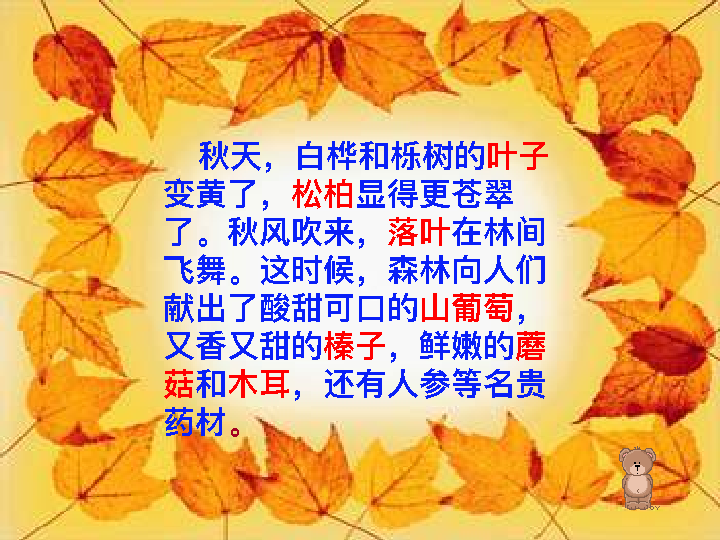 秋天，白桦和栎树的叶子
变黄了，松柏显得更苍翠
了。秋风吹来，落叶在林间
飞舞。这时候，森林向人们
献出了酸甜可口的山葡萄，
又香又甜的榛子，鲜嫩的蘑
菇和木耳，还有人参等名贵
药材。